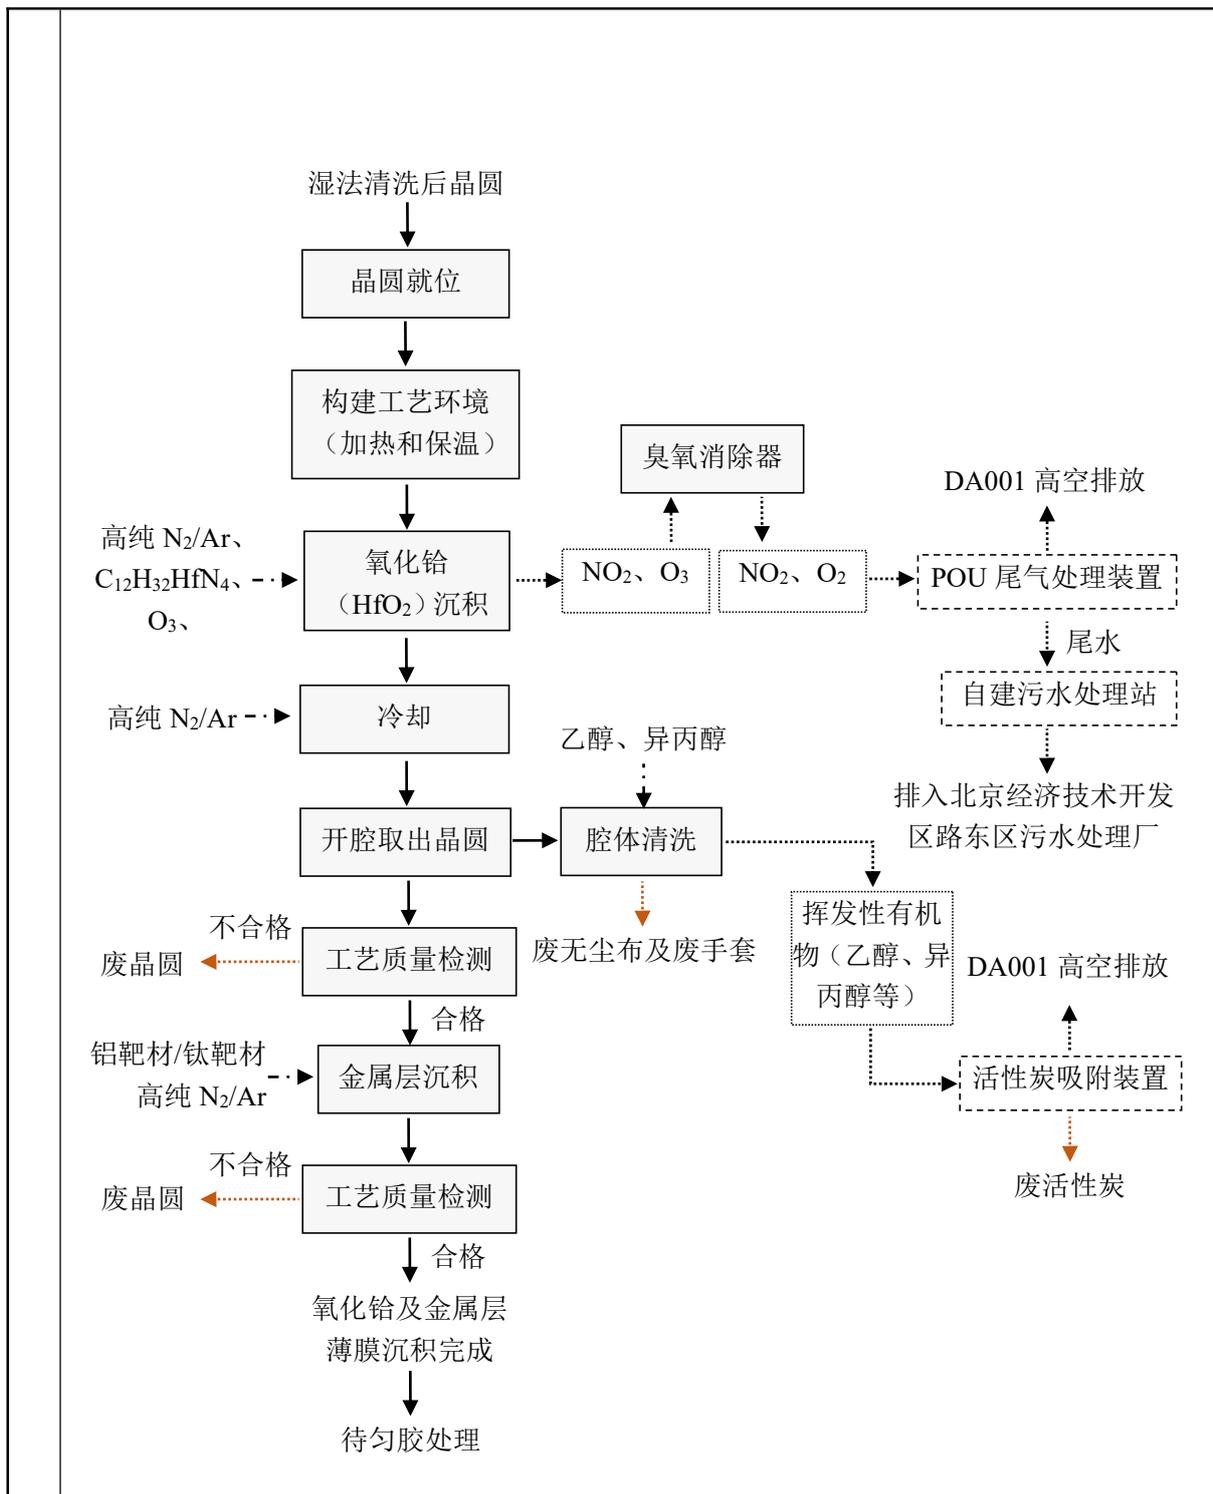 湿法清洗后晶圆
晶圆就位
构建工艺环境
（加热和保温）
臭氧消除器
DA001 高空排放
高纯 N₂/Ar、
C₁₂H₃₂HfN₄、
O₃、
氧化铪
（HfO₂）沉积
NO₂、O₃
NO₂、O₂
POU 尾气处理装置
尾水
自建污水处理站
排入北京经济技术开发
区路东区污水处理厂
高纯 N₂/Ar
冷却
乙醇、异丙醇
开腔取出晶圆
腔体清洗
挥发性有机
物（乙醇、异
丙醇等）
不合格
废晶圆
工艺质量检测
废无尘布及废手套
DA001 高空排放
合格
铝靶材/钛靶材
高纯 N₂/Ar
金属层沉积
活性炭吸附装置
不合格
废晶圆
工艺质量检测
废活性炭
合格
氧化铪及金属层
薄膜沉积完成
待匀胶处理